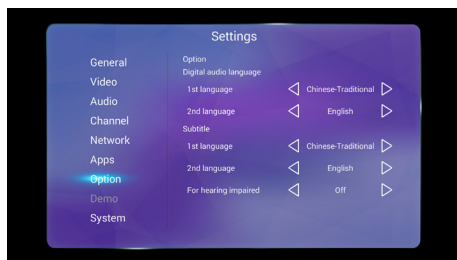 Settings
General
Video
Audio
Channel
Network
Apps
Option
Demo
System
Option
Digital audio language
1st language Chinese-Traditional
2nd language English
Subtitle
1st language Chinese-Traditional
2nd language English
For hearing impaired Off